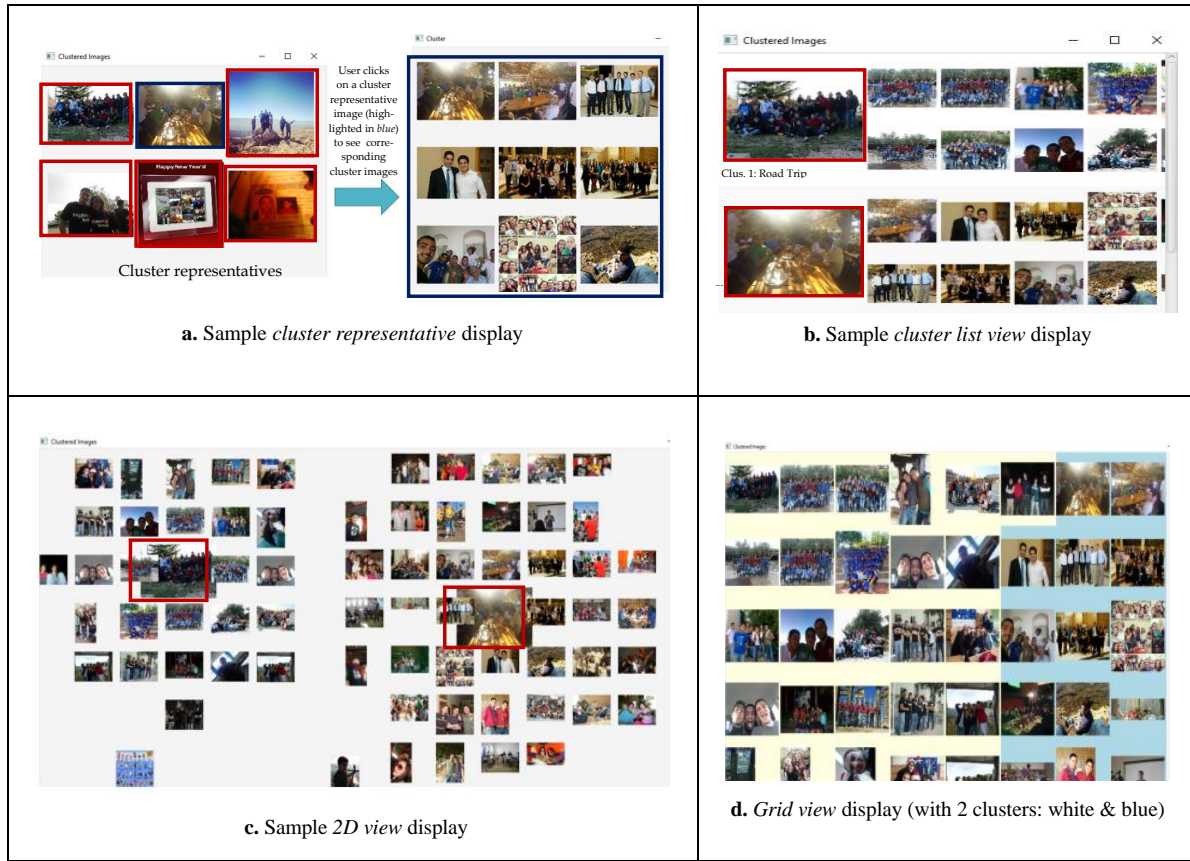 Clustered Images
User clicks
on a cluster
representative
image (high-
lighted in blue)
to see corre-
sponding
cluster images
Cluster
Happy New Year'd
Cluster representatives
a. Sample cluster representative display
Clustered Images
Clus. 1: Road Trip
b. Sample cluster list view display
Clustered Images
c. Sample 2D view display
Clustered Images
d. Grid view display (with 2 clusters: white & blue)